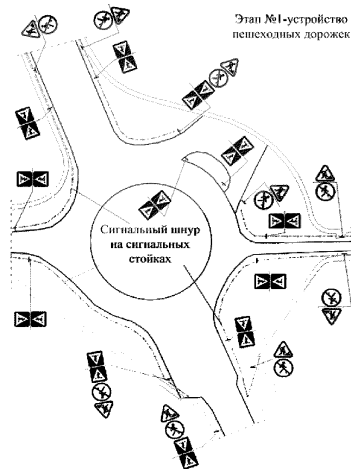 Этап №1-устройство
пешеходных дорожек
Сигнальный шнур
на сигнальных
стойках